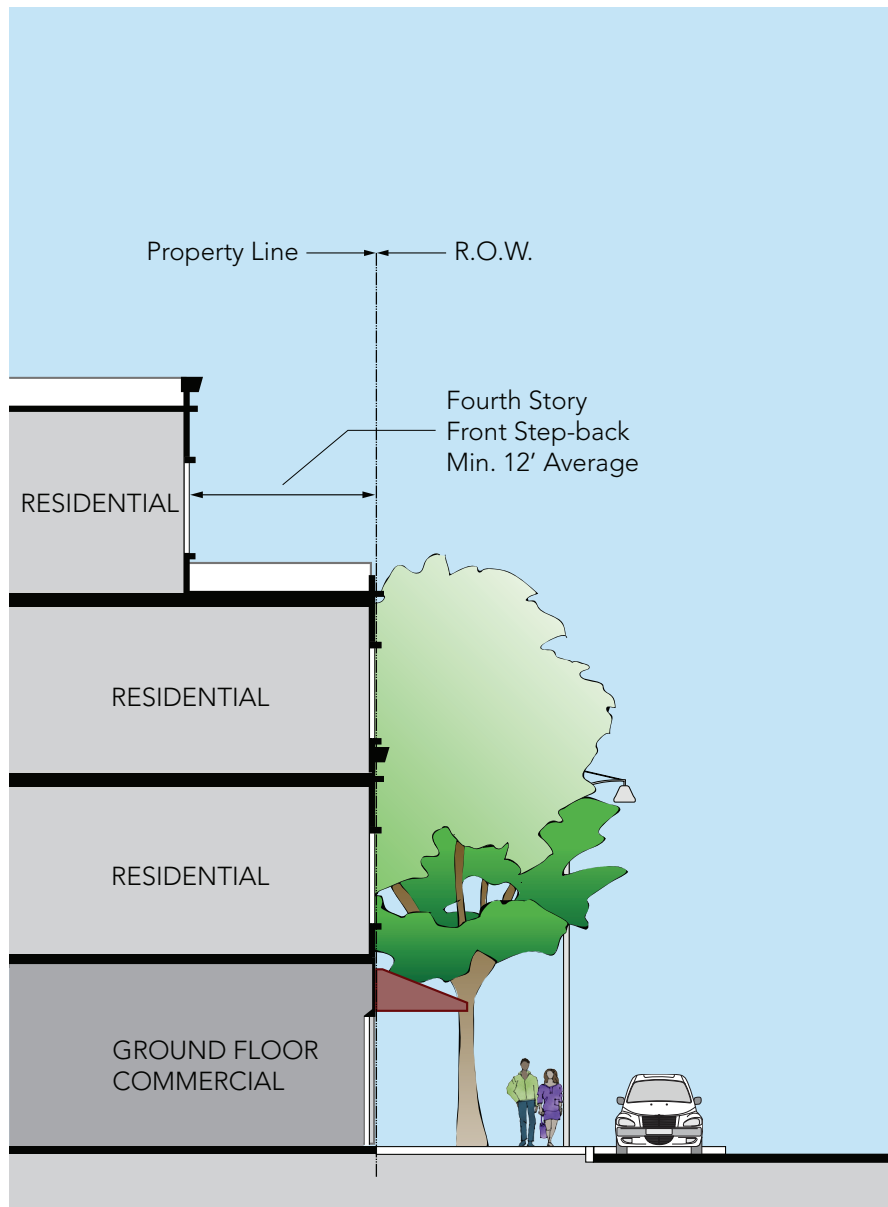 Property Line
R.O.W.
Fourth Story
Front Step-back
Min. 12’ Average
RESIDENTIAL
RESIDENTIAL
RESIDENTIAL
GROUND FLOOR
COMMERCIAL